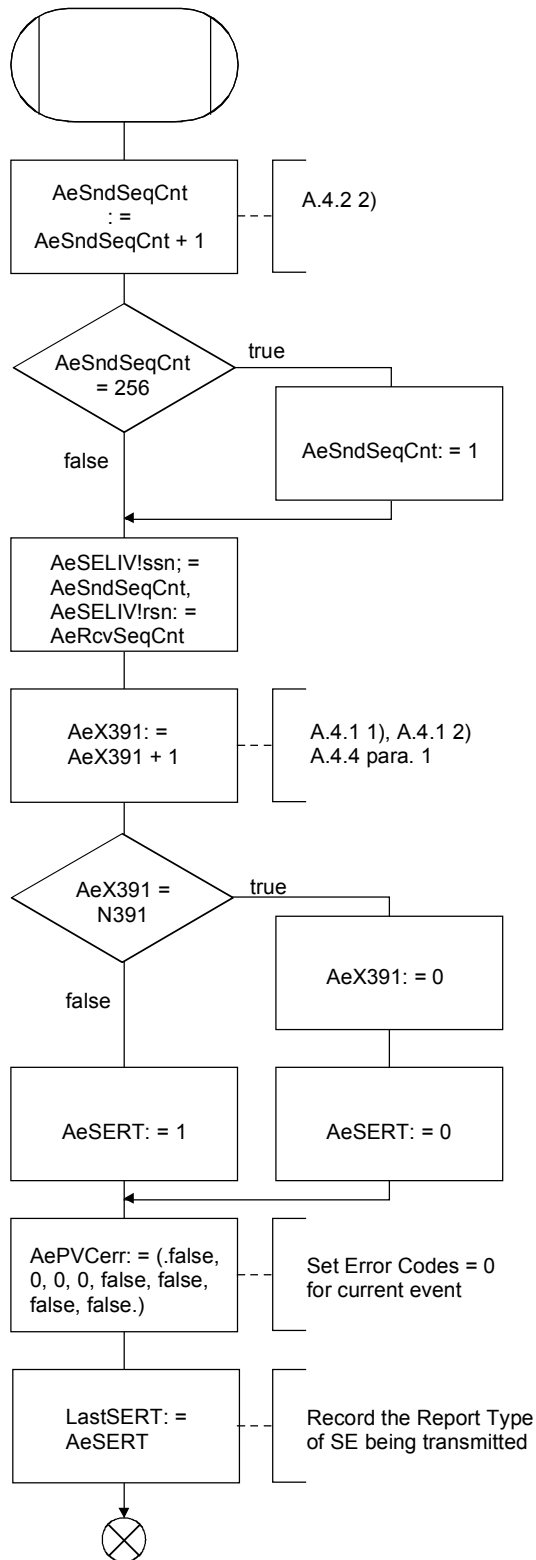 AeSndSeqCnt
: =
AeSndSeqCnt + 1
A.4.2 2)
AeSndSeqCnt
= 256
true
false
AeSndSeqCnt: = 1
AeSELIV!ssn; =
AeSndSeqCnt,
AeSELIV!rsn: =
AeRcvSeqCnt
AeX391: =
AeX391 + 1
A.4.1 1), A.4.1 2)
A.4.4 para. 1
AeX391 =
N391
true
false
AeX391: = 0
AeSERT: = 1
AeSERT: = 0
AePVCerr: = (.false,
0, 0, 0, false, false,
false, false.)
Set Error Codes = 0
for current event
LastSERT: =
AeSERT
Record the Report Type
of SE being transmitted